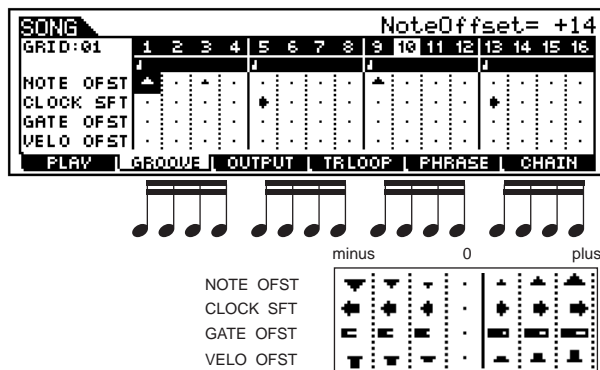 SONG NoteOffset= +14
GRID:01 1 2 3 4 5 6 7 8 9 10 11 12 13 14 15 16
NOTE OFST
CLOCK SFT
GATE OFST
VELO OFST
PLAY GROOVE OUTPUT TRLOOP PHRASE CHAIN
minus 0 plus
NOTE OFST
CLOCK SFT
GATE OFST
VELO OFST